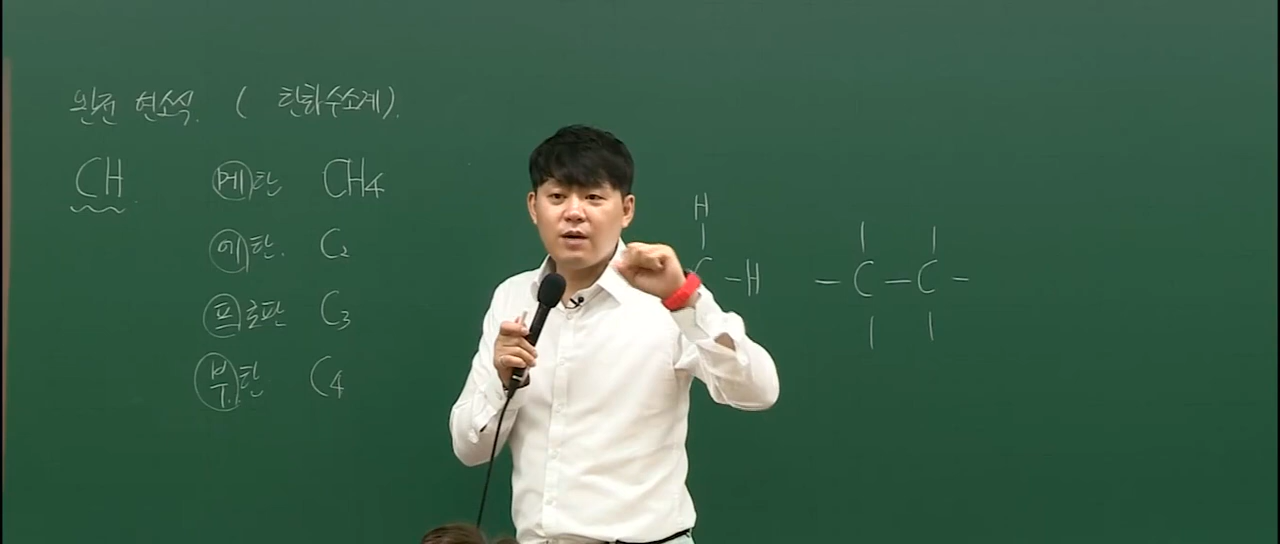 완전 연소식. (탄화수소계).
CH 메탄 CH4
에탄. C2
프로판 C3
부탄 C4
H
C - H
- C - C -